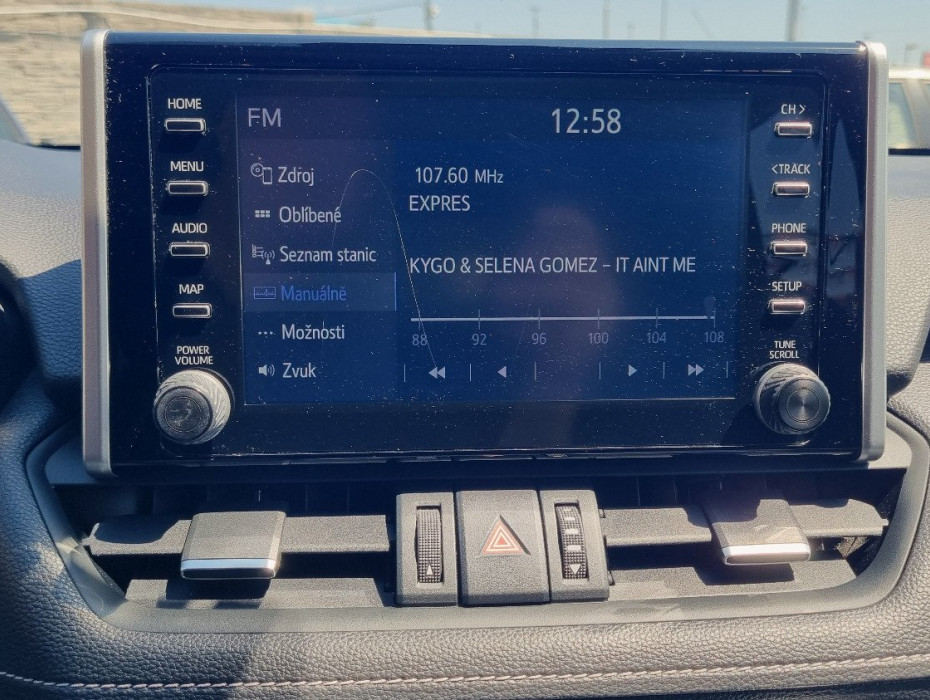 HOME
MENU
AUDIO
MAP
POWER
VOLUME
FM
12:58
Zdroj
Oblíbené
Seznam stanic
Manuálně
Možnosti
Zvuk
107.60 MHz
EXPRES
KYGO & SELENA GOMEZ – IT AINT ME
88 92 96 100 104 108
CH >
<TRACK
PHONE
SETUP
TUNE
SCROLL